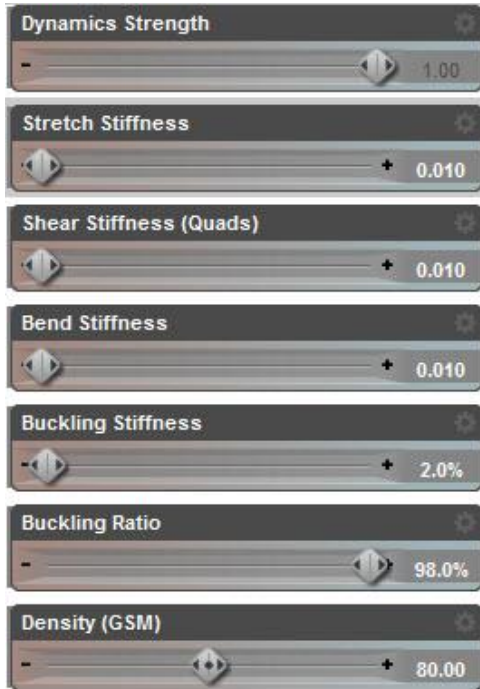 Dynamics Strength
- 1.00
Stretch Stiffness
- + 0.010
Shear Stiffness (Quads)
- + 0.010
Bend Stiffness
- + 0.010
Buckling Stiffness
- + 2.0%
Buckling Ratio
- + 98.0%
Density (GSM)
- + 80.00